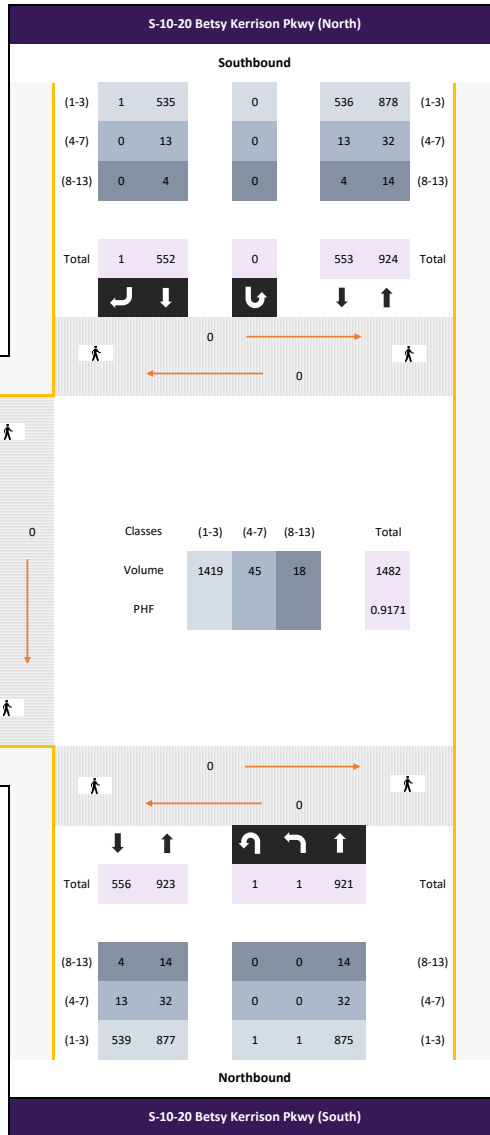 S-10-20 Betsy Kerrison Pkwy (North)
Southbound
(1-3) 1 535 0 536 878 (1-3)
(4-7) 0 13 0 13 32 (4-7)
(8-13) 0 4 0 4 14 (8-13)
Total 1 552 0 553 924 Total
0
0
0
Classes (1-3) (4-7) (8-13) Total
Volume 1419 45 18 1482
PHF 0.9171
0
0
Total 556 923 1 1 921 Total
(8-13) 4 14 0 0 14 (8-13)
(4-7) 13 32 0 0 32 (4-7)
(1-3) 539 877 1 1 875 (1-3)
Northbound
S-10-20 Betsy Kerrison Pkwy (South)